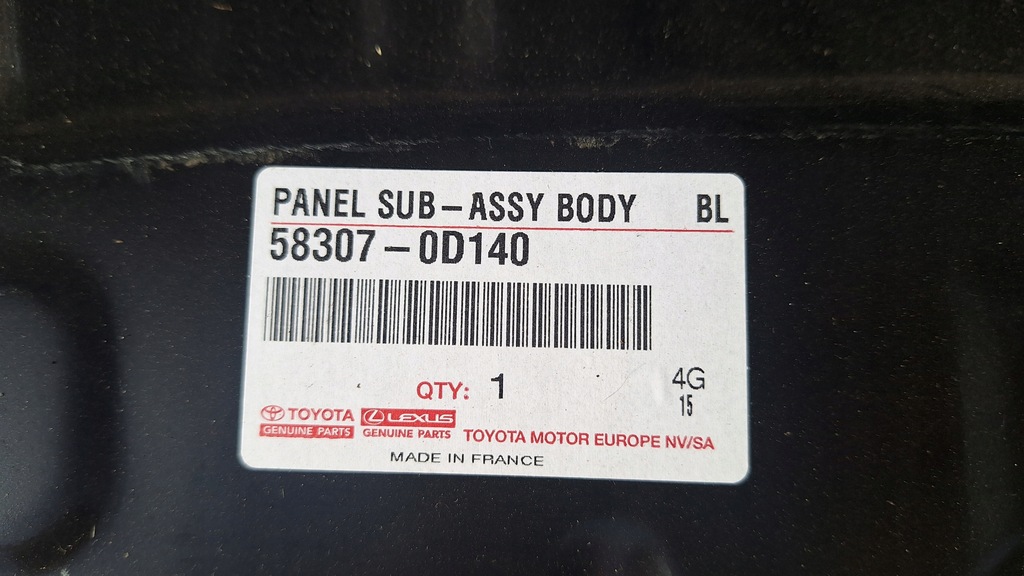 PANEL SUB-ASSY BODY BL
58307-0D140
QTY: 1
4G
15
TOYOTA LEXUS
GENUINE PARTS GENUINE PARTS TOYOTA MOTOR EUROPE NV/SA
MADE IN FRANCE